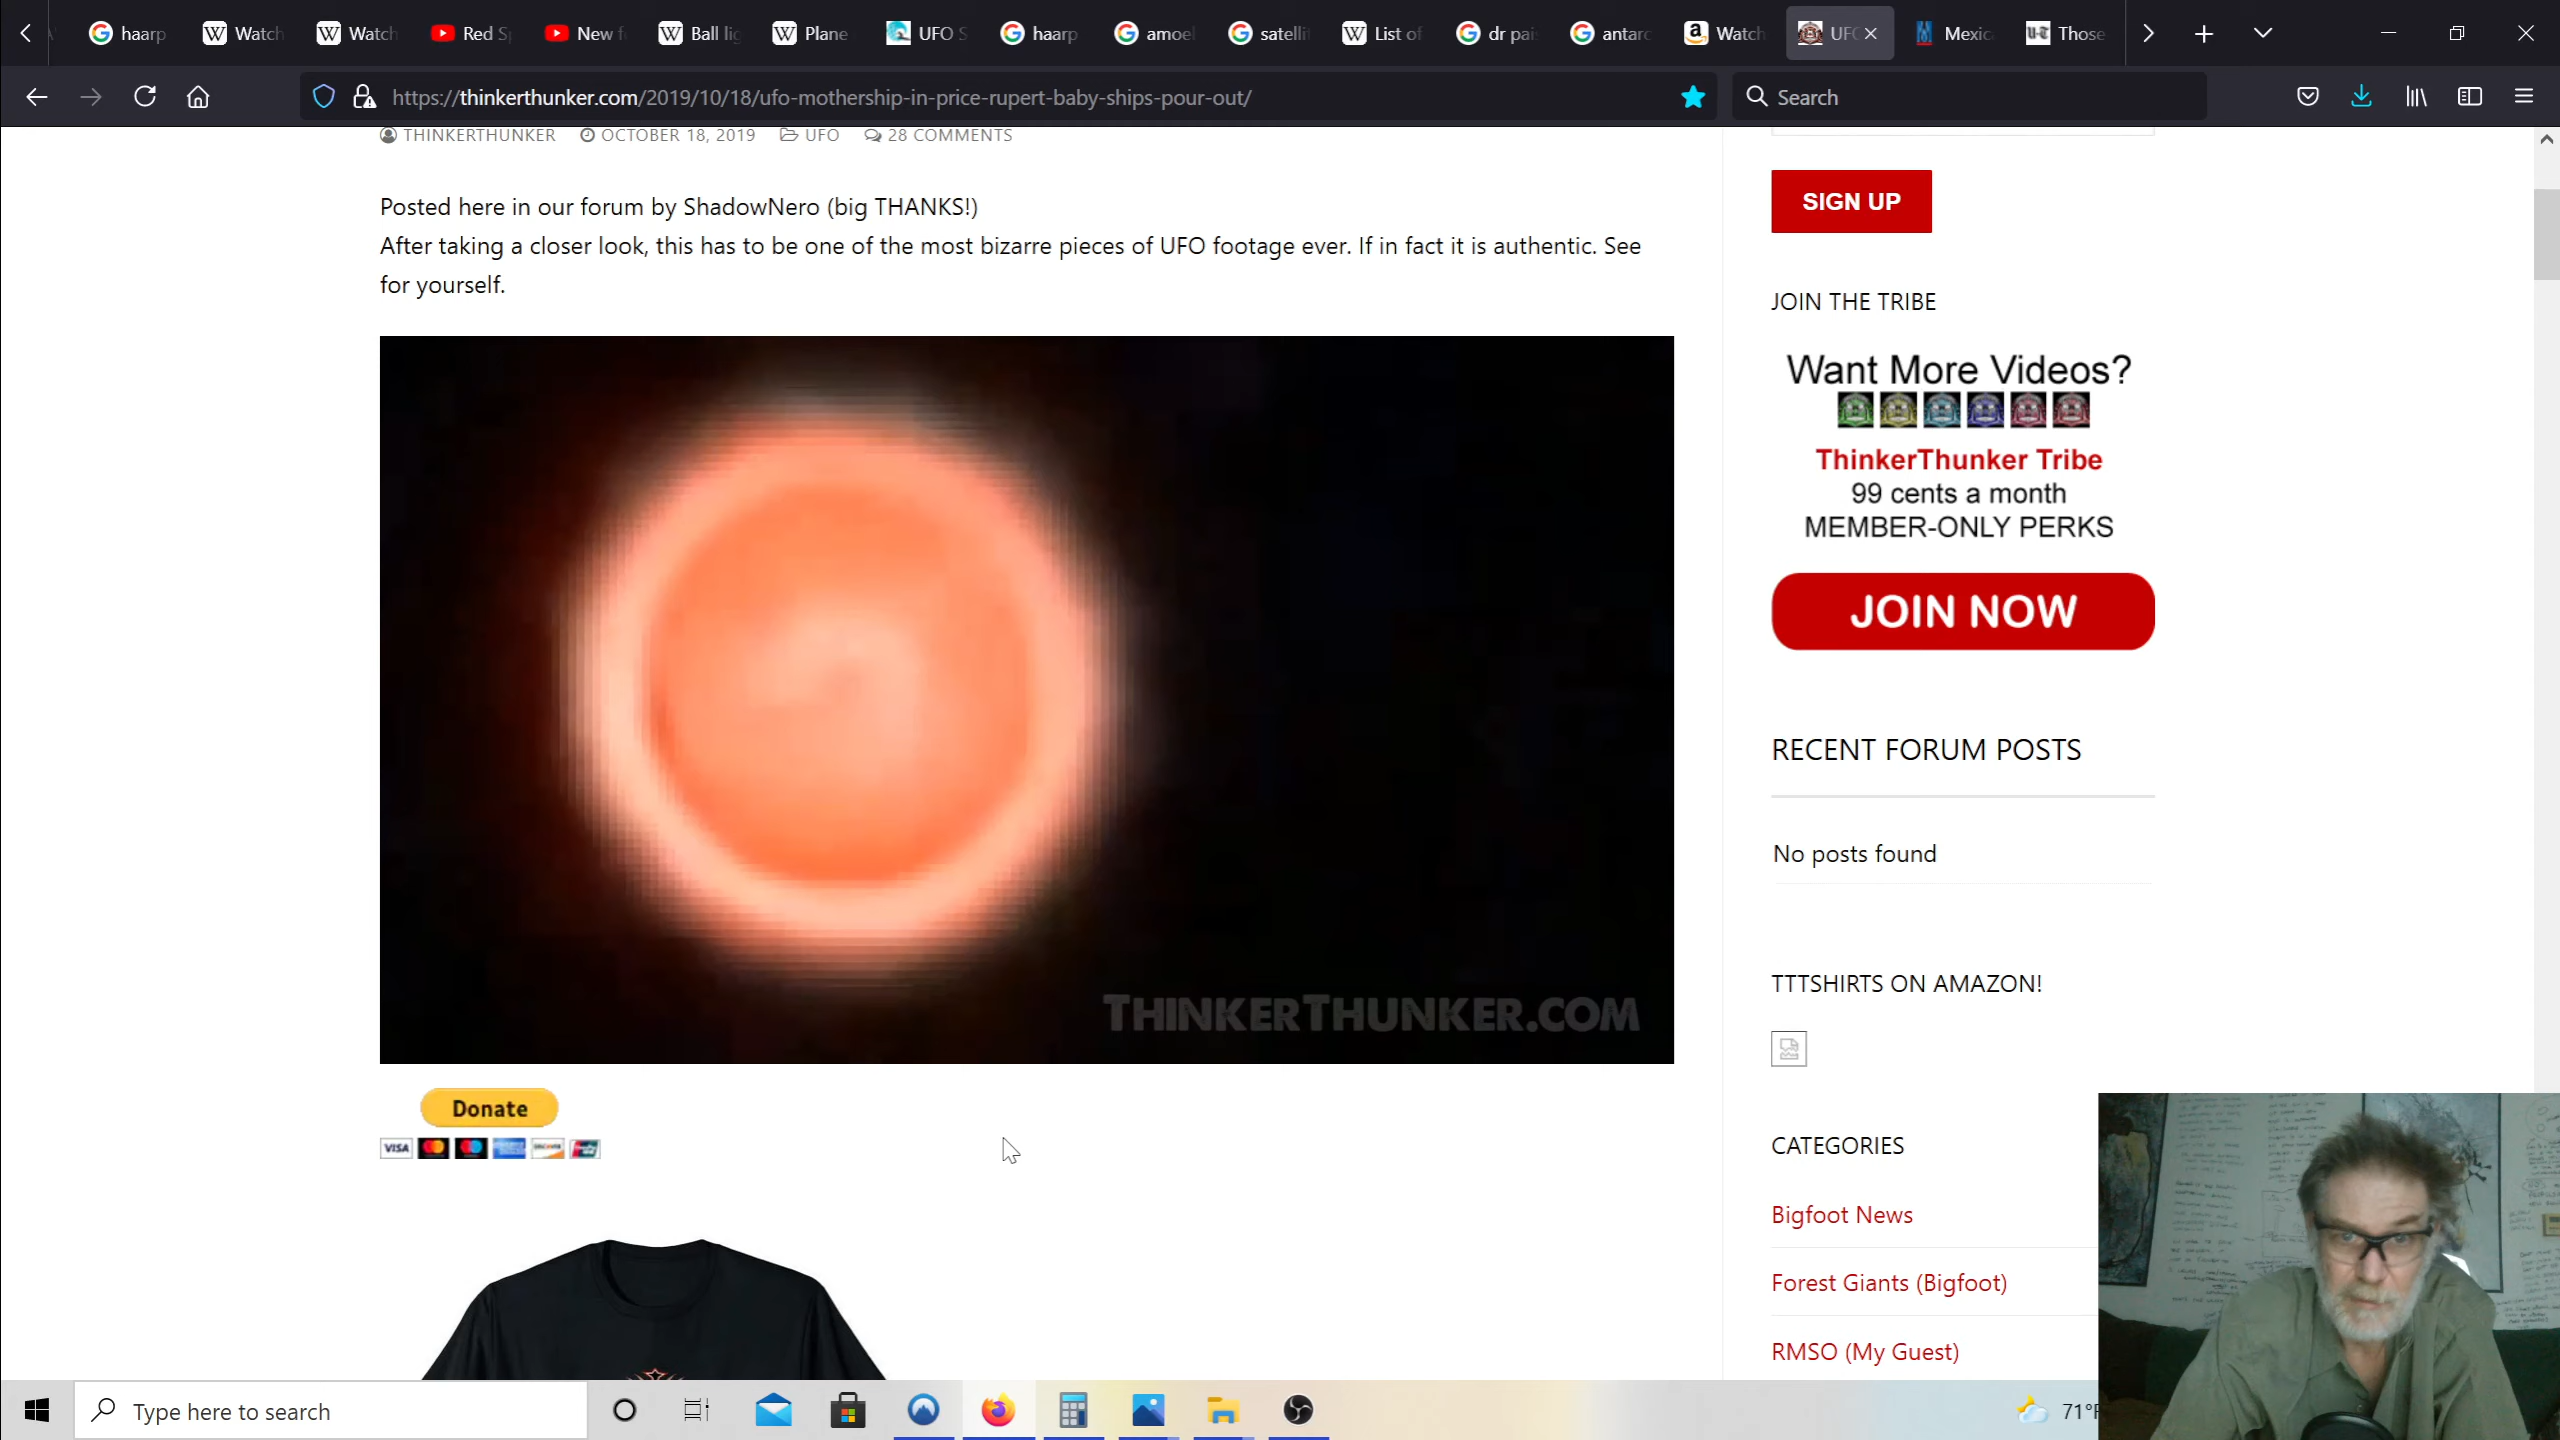 haarp
Watch
Watch
Red Sp
New f
Ball lig
Plane
UFO S
haarp
amoel
satelli
List of
dr pai
antarc
Watch
UFO
Mexic
Those
https://thinkerthunker.com/2019/10/18/ufo-mothership-in-price-rupert-baby-ships-pour-out/
Search
THINKERTHUNKER OCTOBER 18, 2019 UFO 28 COMMENTS
Posted here in our forum by ShadowNero (big THANKS!)
After taking a closer look, this has to be one of the most bizarre pieces of UFO footage ever. If in fact it is authentic. See
for yourself.
THINKERTHUNKER.COM
Donate
VISA
SIGN UP
JOIN THE TRIBE
Want More Videos?
ThinkerThunker Tribe
99 cents a month
MEMBER-ONLY PERKS
JOIN NOW
RECENT FORUM POSTS
No posts found
TTTSHIRTS ON AMAZON!
CATEGORIES
Bigfoot News
Forest Giants (Bigfoot)
RMSO (My Guest)
Type here to search
71°F